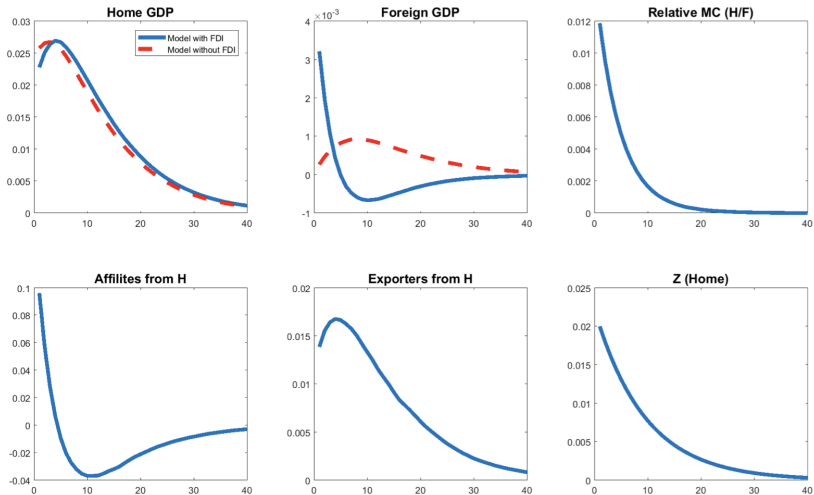 Home GDP
Model with FDI
Model without FDI
0.03
0.025
0.02
0.015
0.01
0.005
0
0 10 20 30 40
Foreign GDP
×10⁻³
4
3
2
1
0
-1
0 10 20 30 40
Relative MC (H/F)
0.012
0.01
0.008
0.006
0.004
0.002
0
0 10 20 30 40
Affilites from H
0.1
0.08
0.06
0.04
0.02
0
-0.02
-0.04
0 10 20 30 40
Exporters from H
0.02
0.015
0.01
0.005
0
0 10 20 30 40
Z (Home)
0.025
0.02
0.015
0.01
0.005
0
0 10 20 30 40